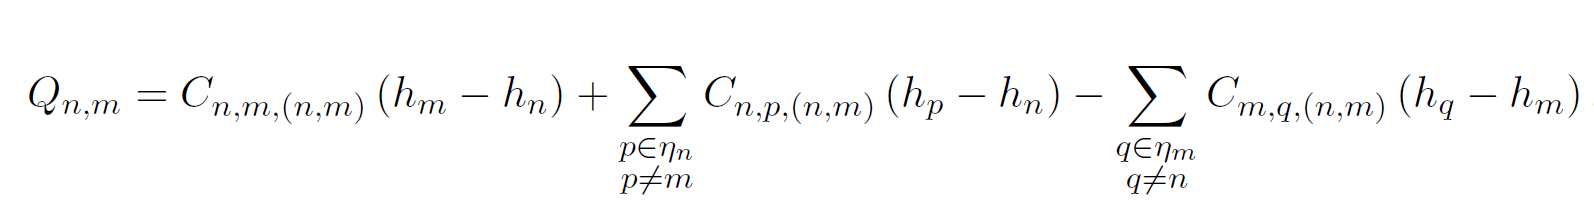 Q_{n,m} = C_{n,m,(n,m)} (h_m − h_n) + ∑_{p∈η_n, p≠m} C_{n,p,(n,m)} (h_p − h_n) − ∑_{q∈η_m, q≠n} C_{m,q,(n,m)} (h_q − h_m)